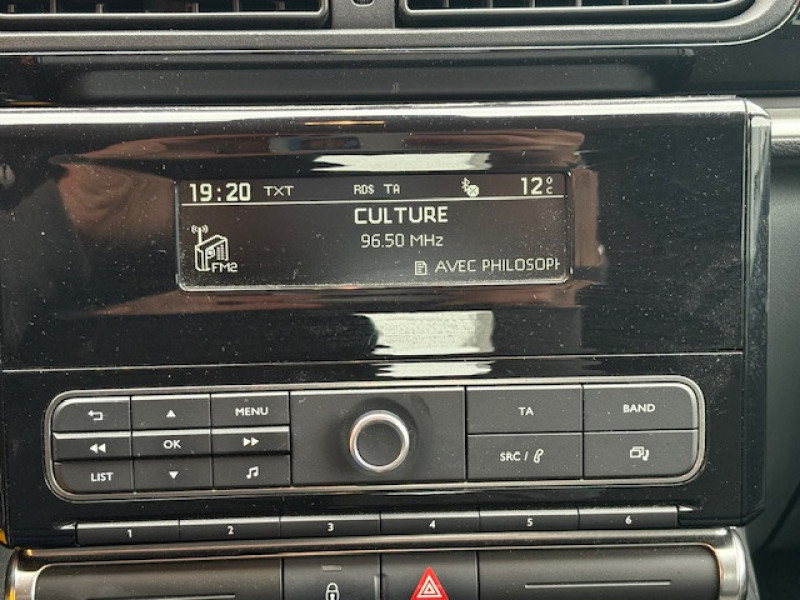 19:20 TXT RDS TA 12°C
CULTURE
96.50 MHz
FM2 AVEC PHILOSOPH
MENU TA BAND
OK SRC /
LIST
1 2 3 4 5 6